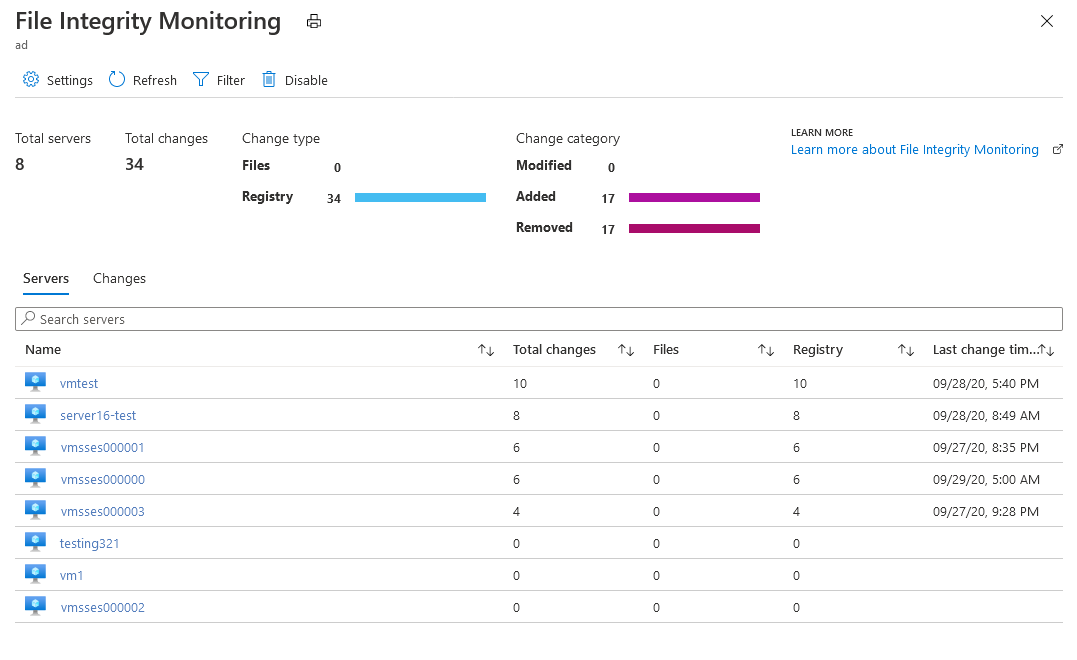 File Integrity Monitoring
ad
Settings Refresh Filter Disable
Total servers
8
Total changes
34
Change type
Files 0
Registry 34
Change category
Modified 0
Added 17
Removed 17
LEARN MORE
Learn more about File Integrity Monitoring
Servers Changes
Search servers
Name Total changes Files Registry Last change tim...
vmtest 10 0 10 09/28/20, 5:40 PM
server16-test 8 0 8 09/28/20, 8:49 AM
vmsses000001 6 0 6 09/27/20, 8:35 PM
vmsses000000 6 0 6 09/29/20, 5:00 AM
vmsses000003 4 0 4 09/27/20, 9:28 PM
testing321 0 0 0
vm1 0 0 0
vmsses000002 0 0 0